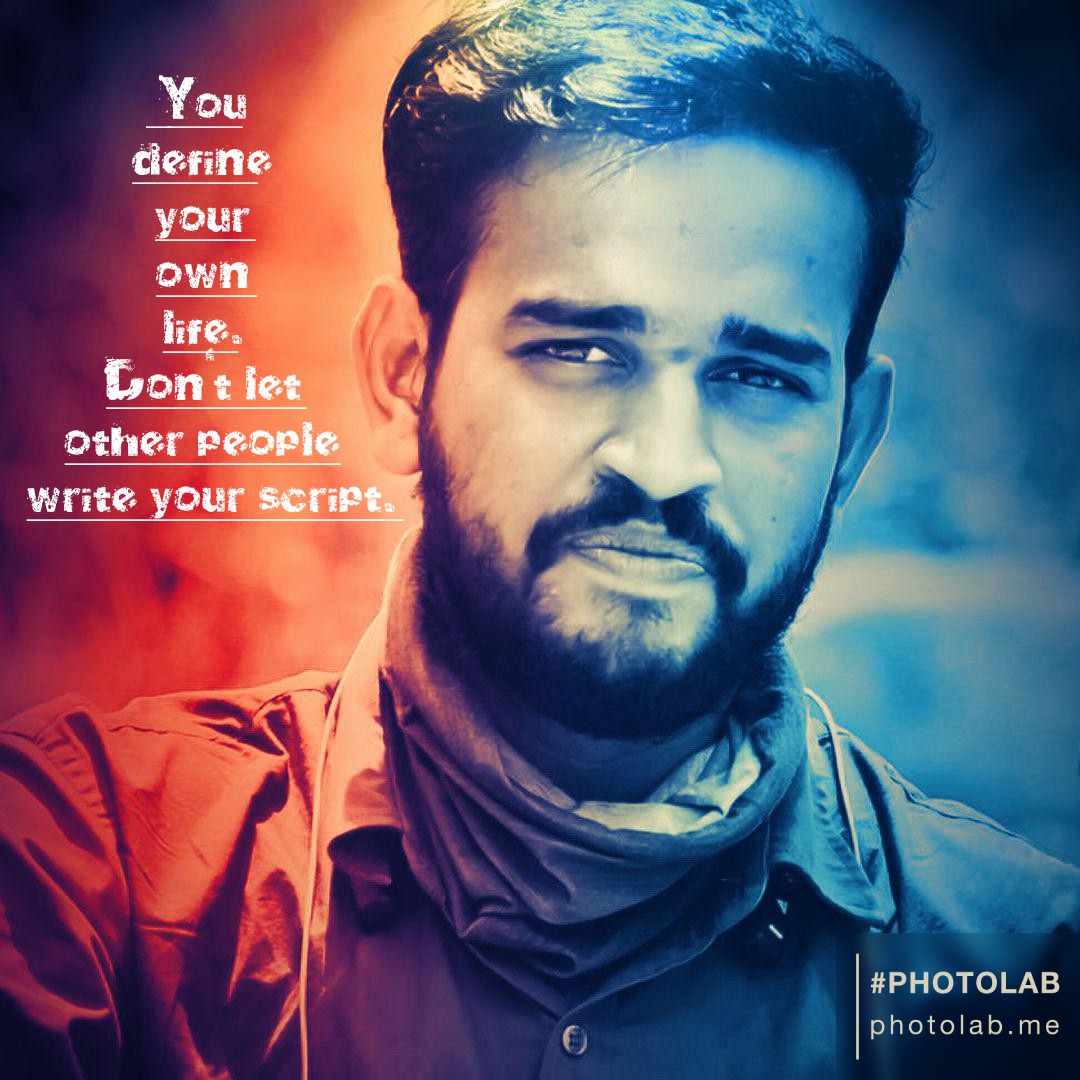 You
define
your
own
life.
Don't let
other people
write your script.
#PHOTOLAB
photolab.me